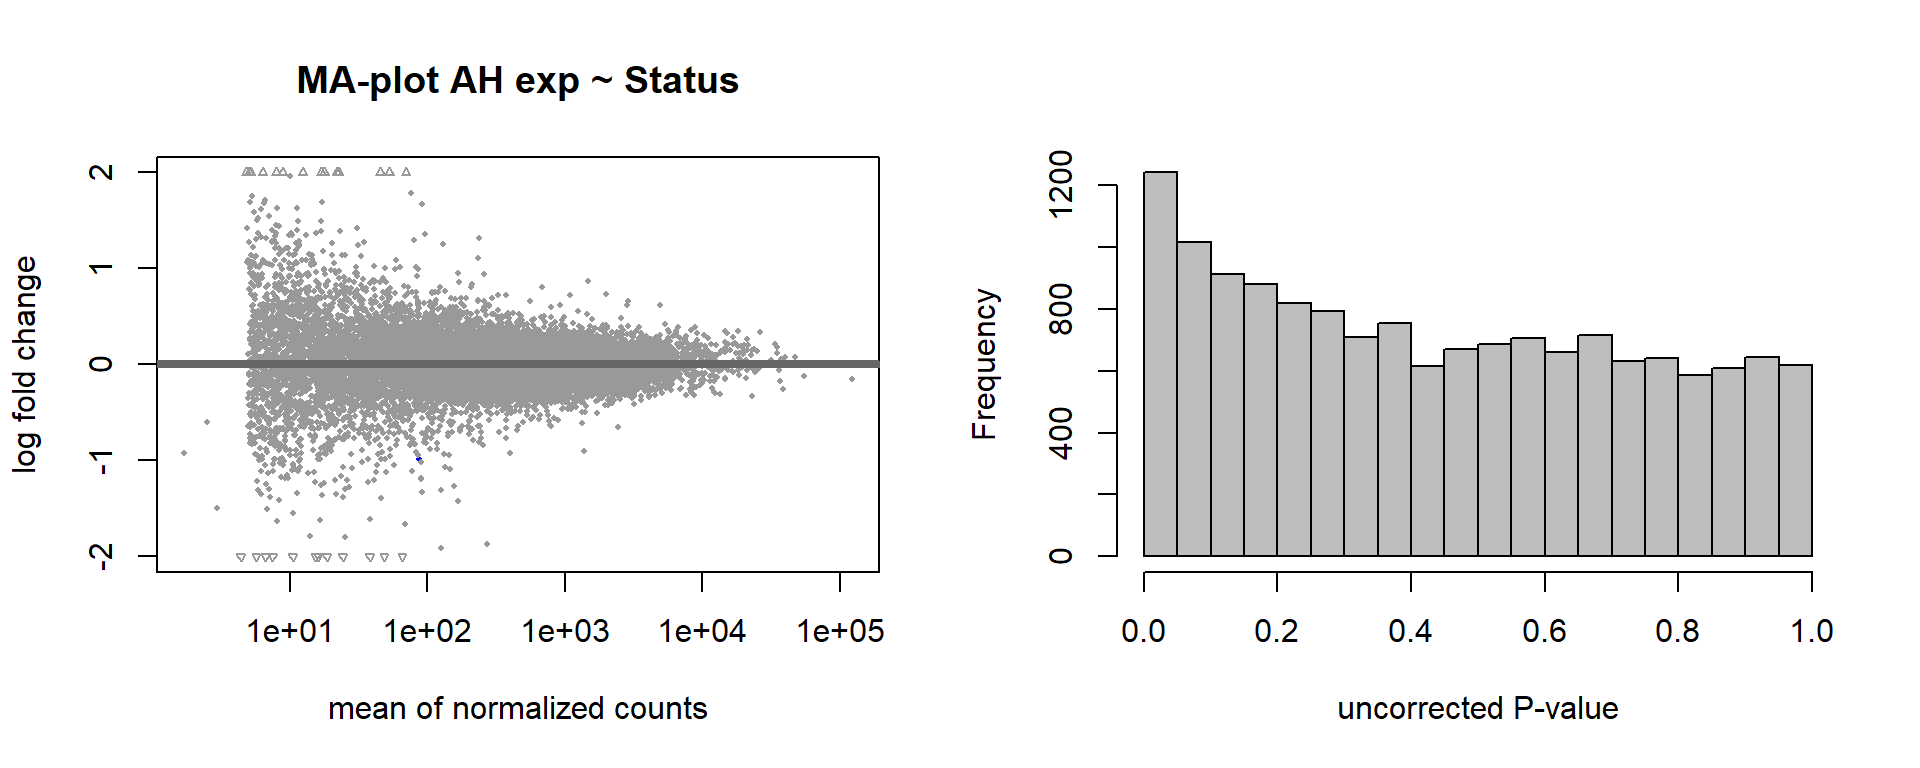 MA-plot AH exp ~ Status
log fold change
2
1
0
-1
-2
1e+01 1e+02 1e+03 1e+04 1e+05
mean of normalized counts
Frequency
1200
800
400
0
0.0 0.2 0.4 0.6 0.8 1.0
uncorrected P-value